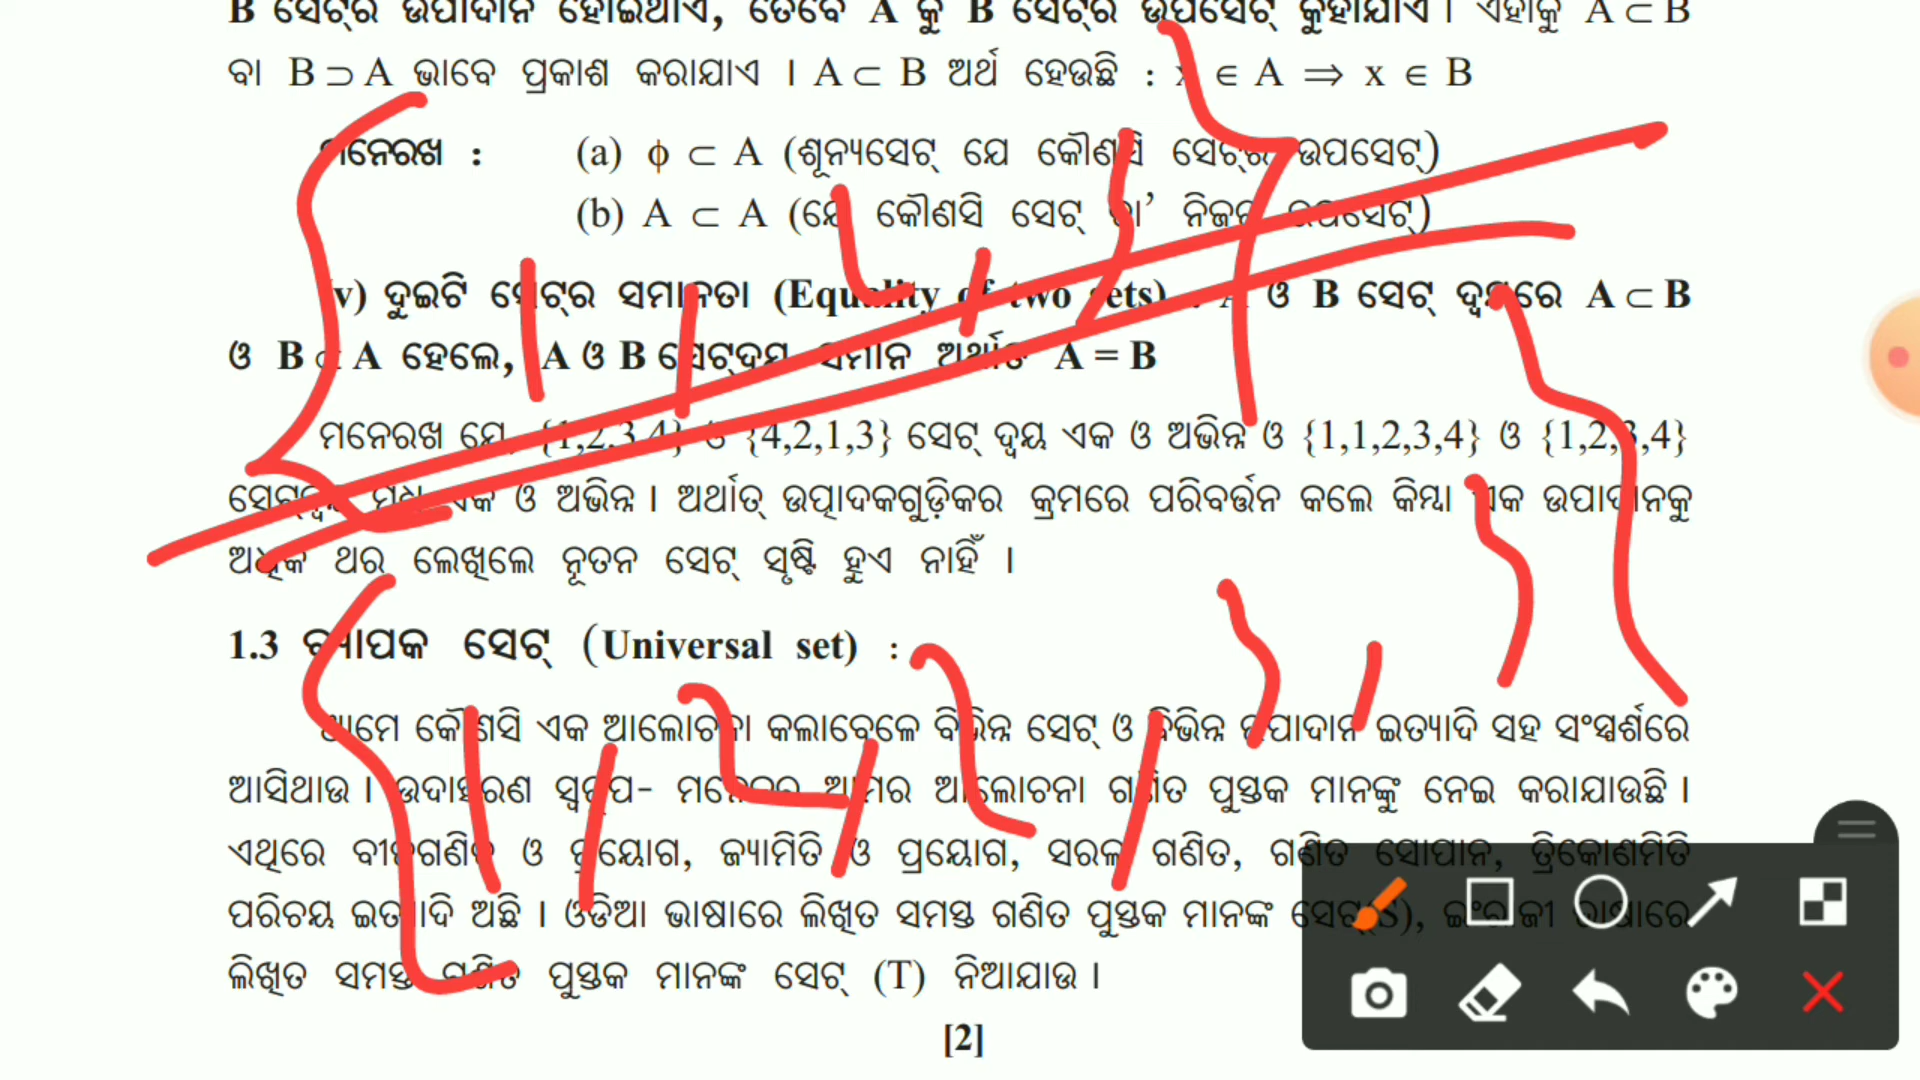 B ସେଟ୍‌ର ଉପାଦାନ ହୋଇଥାଏ, ତେବେ A କୁ B ସେଟ୍‌ର ଉପସେଟ୍ କୁହାଯାଏ । ଏହାକୁ A ⊂ B
ବା B ⊃ A ଭାବେ ପ୍ରକାଶ କରାଯାଏ । A ⊂ B ଅର୍ଥ ହେଉଛି : x ∈ A ⇒ x ∈ B
ମନେରଖ : (a) ϕ ⊂ A (ଶୂନ୍ୟସେଟ୍ ଯେ କୌଣସି ସେଟ୍‌ର ଉପସେଟ୍)
(b) A ⊂ A (ଯେ କୌଣସି ସେଟ୍ ତା’ ନିଜର ଉପସେଟ୍)
v) ଦୁଇଟି ସେଟ୍‌ର ସମାନତା (Equality of two sets) : A ଓ B ସେଟ୍ ଦ୍ୱୟରେ A ⊂ B
ଓ B ⊂ A ହେଲେ, A ଓ B ସେଟ୍‌ଦ୍ୱୟ ସମାନ ଅର୍ଥାତ A = B
ମନେରଖ ଯେ, {1,2,3,4} ଓ {4,2,1,3} ସେଟ୍ ଦ୍ୱୟ ଏକ ଓ ଅଭିନ୍ନ ଓ {1,1,2,3,4} ଓ {1,2,3,4}
ସେଟ୍‌ଦ୍ୱୟ ମଧ୍ୟ ଏକ ଓ ଅଭିନ୍ନ । ଅର୍ଥାତ୍ ଉତ୍ପାଦକଗୁଡ଼ିକର କ୍ରମରେ ପରିବର୍ତ୍ତନ କଲେ କିମ୍ବା ଏକ ଉପାଦାନକୁ
ଅଧିକ ଥର ଲେଖିଲେ ନୂତନ ସେଟ୍ ସୃଷ୍ଟି ହୁଏ ନାହିଁ ।
1.3 ବ୍ୟାପକ ସେଟ୍ (Universal set) :
ଆମେ କୌଣସି ଏକ ଆଲୋଚନା କଲାବେଳେ ବିଭିନ୍ନ ସେଟ୍ ଓ ବିଭିନ୍ନ ଉପାଦାନ ଇତ୍ୟାଦି ସହ ସଂସ୍ପର୍ଶରେ
ଆସିଥାଉ । ଉଦାହରଣ ସ୍ୱରୂପ- ମନେକର ଆମର ଆଲୋଚନା ଗଣିତ ପୁସ୍ତକ ମାନଙ୍କୁ ନେଇ କରାଯାଉଛି ।
ଏଥିରେ ବୀଜଗଣିତ ଓ ପ୍ରୟୋଗ, ଜ୍ୟାମିତି ଓ ପ୍ରୟୋଗ, ସରଳ ଗଣିତ, ଗଣିତ ସୋପାନ, ତ୍ରିକୋଣମିତି
ପରିଚୟ ଇତ୍ୟାଦି ଅଛି । ଓଡିଆ ଭାଷାରେ ଲିଖିତ ସମସ୍ତ ଗଣିତ ପୁସ୍ତକ ମାନଙ୍କ ସେଟ୍(S), ଇଂରାଜୀ ଭାଷାରେ
ଲିଖିତ ସମସ୍ତ ଗଣିତ ପୁସ୍ତକ ମାନଙ୍କ ସେଟ୍ (T) ନିଆଯାଉ ।
[2]